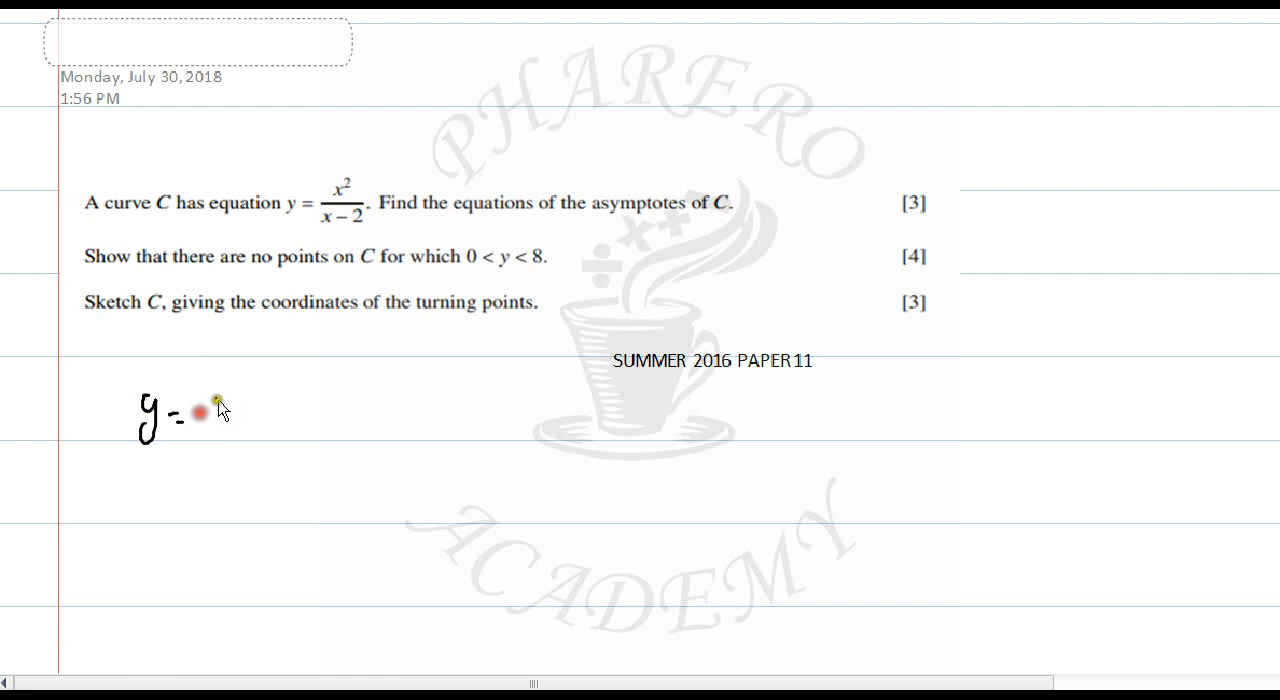 PHARERO
Monday, July 30, 2018
1:56 PM
A curve C has equation y = x²/(x − 2). Find the equations of the asymptotes of C. [3]
Show that there are no points on C for which 0 < y < 8. [4]
Sketch C, giving the coordinates of the turning points. [3]
SUMMER 2016 PAPER 11
y =
ACADEMY